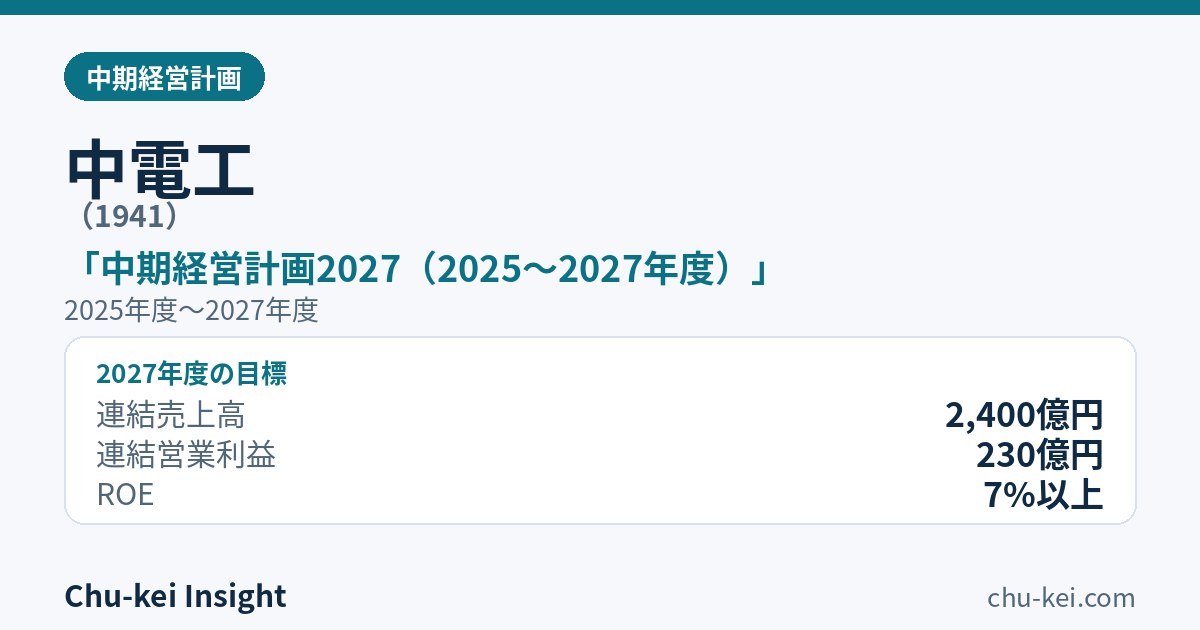 中期経営計画
中電工
（1941）
「中期経営計画2027（2025〜2027年度）」
2025年度〜2027年度
2027年度の目標
連結売上高 2,400億円
連結営業利益 230億円
ROE 7%以上
Chu-kei Insight chu-kei.com